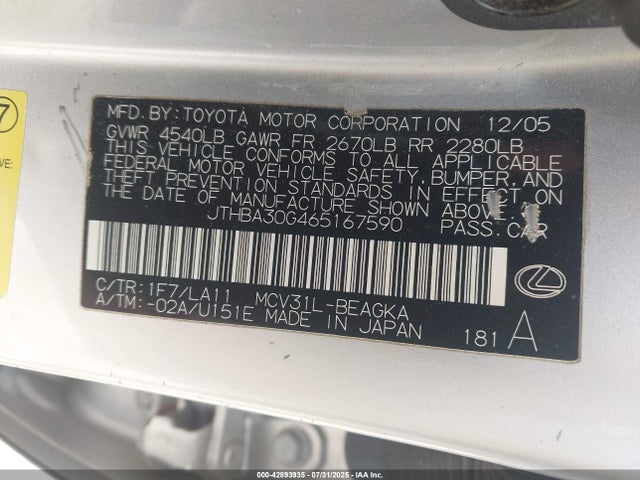 7
VE:
MFD. BY: TOYOTA MOTOR CORPORATION 12/05
GVWR 4540LB GAWR FR 2670LB RR 2280LB
THIS VEHICLE CONFORMS TO ALL APPLICABLE
FEDERAL MOTOR VEHICLE SAFETY, BUMPER, AND
THEFT PREVENTION STANDARDS IN EFFECT ON
THE DATE OF MANUFACTURE SHOWN ABOVE.
JTHBA30G465167590 PASS. CAR
C/TR: 1F7/LA11 MCV31L-BEAGKA
A/TM: -02A/U151E MADE IN JAPAN
181 A
000-42893935 07/31/2025 IAA Inc.